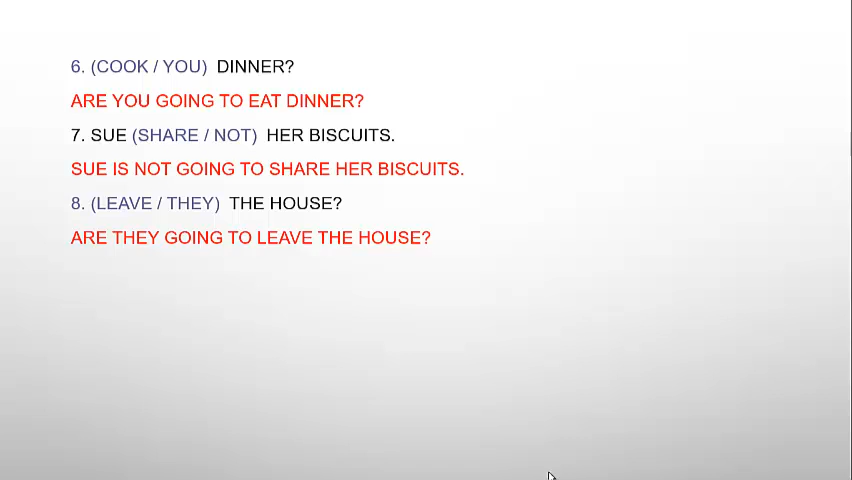 6. (COOK / YOU) DINNER?
ARE YOU GOING TO EAT DINNER?
7. SUE (SHARE / NOT) HER BISCUITS.
SUE IS NOT GOING TO SHARE HER BISCUITS.
8. (LEAVE / THEY) THE HOUSE?
ARE THEY GOING TO LEAVE THE HOUSE?